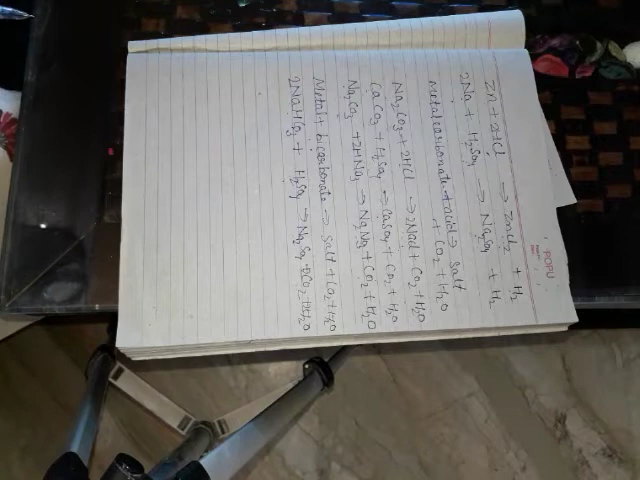 POPU
Zn + 2HCl → ZnCl2 + H2
2Na + H2SO4 → Na2SO4 + H2
Metal carbonate + acid → Salt
+ CO2 + H2O
Na2CO3 + 2HCl → 2NaCl + CO2 + H2O
CaCO3 + H2SO4 → CaSO4 + CO2 + H2O
Na2CO3 + 2HNO3 → NaNO3 + CO2 + H2O
Metal + bicarbonate → Salt + CO2 + H2O
2NaHCO3 + H2SO4 → Na2SO4 + 2CO2 + 2H2O